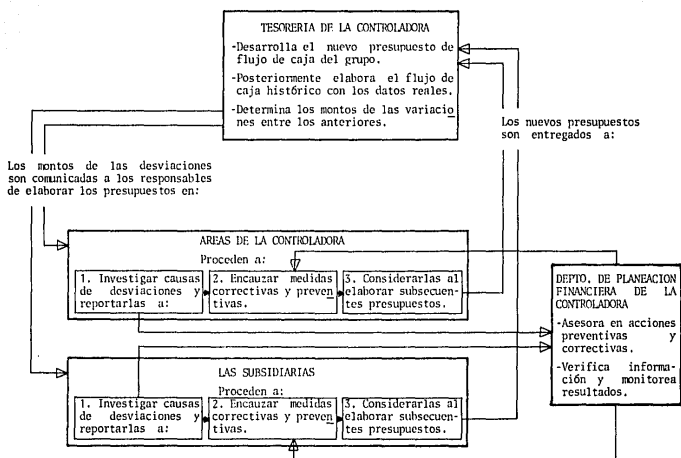 TESORERIA DE LA CONTROLADORA
-Desarrolla el nuevo presupuesto de
flujo de caja del grupo.
-Posteriormente elabora el flujo de
caja histórico con los datos reales.
-Determina los montos de las variacio
nes entre los anteriores.
Los nuevos presupuestos
son entregados a:
Los montos de las desviaciones
son comunicadas a los responsables
de elaborar los presupuestos en:
AREAS DE LA CONTROLADORA
Proceden a:
1. Investigar causas
de desviaciones y
reportarlas a:
2. Encauzar medidas
correctivas y preven
tivas.
3. Considerarlas al
elaborar subsecuen-
tes presupuestos.
DEPTO. DE PLANEACION
FINANCIERA DE LA
CONTROLADORA
-Asesora en acciones
preventivas y
correctivas.
-Verifica informa-
ción y monitorea
resultados.
LAS SUBSIDIARIAS
Proceden a:
1. Investigar causas
de desviaciones y
reportarlas a:
2. Encauzar medidas
correctivas y preven
tivas.
3. Considerarlas al
elaborar subsecuen-
tes presupuestos.